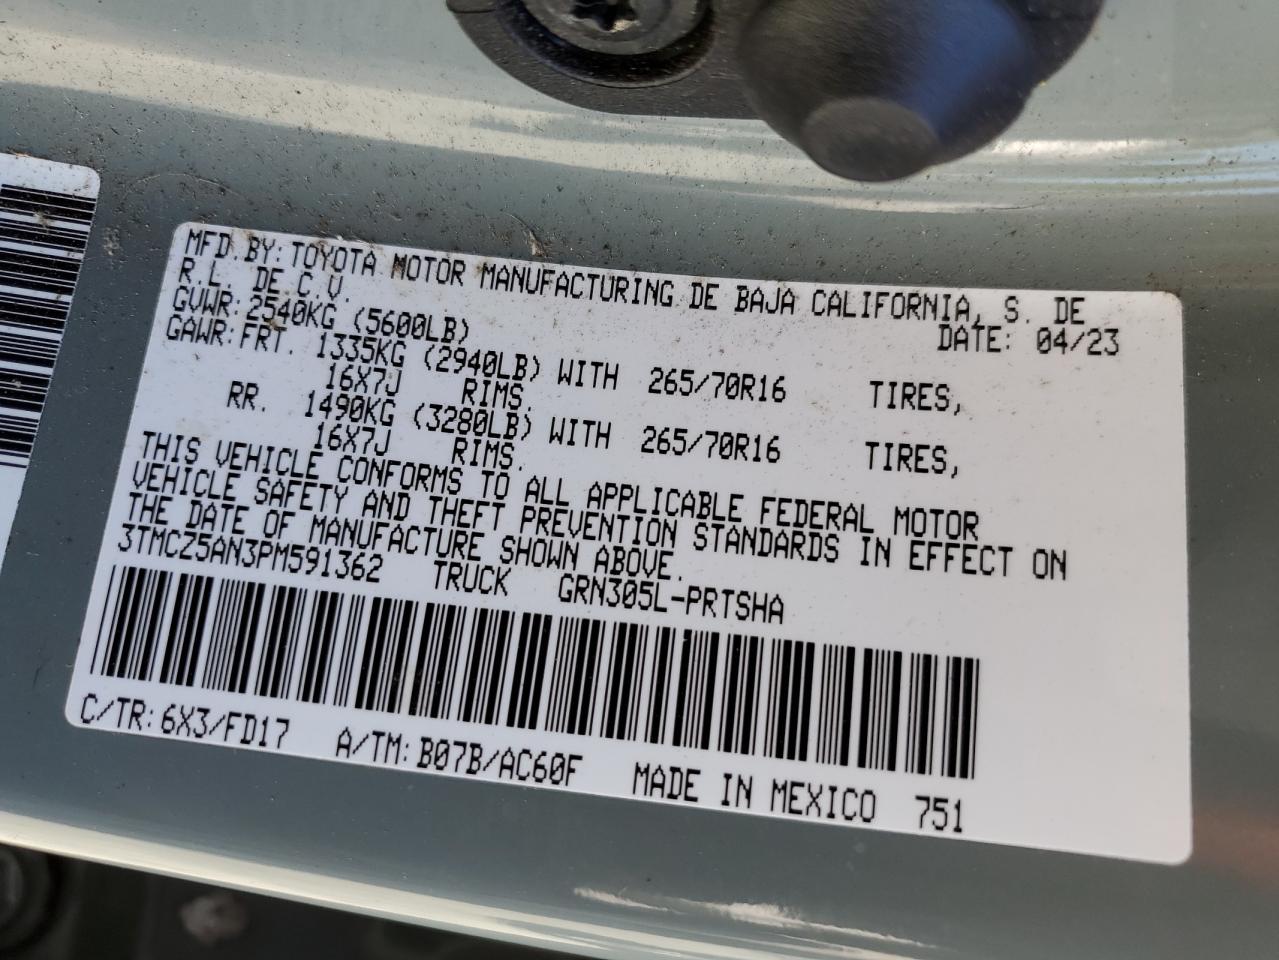 MFD.BY: TOYOTA MOTOR MANUFACTURING DE BAJA CALIFORNIA, S. DE
R.L. DE C.V. DATE: 04/23
GVWR: 2540KG (5600LB)
GAWR: FRT. 1335KG (2940LB) WITH 265/70R16 TIRES,
16X7J RIMS.
RR. 1490KG (3280LB) WITH 265/70R16 TIRES,
16X7J RIMS.
THIS VEHICLE CONFORMS TO ALL APPLICABLE FEDERAL MOTOR
VEHICLE SAFETY AND THEFT PREVENTION STANDARDS IN EFFECT ON
THE DATE OF MANUFACTURE SHOWN ABOVE.
3TMCZ5AN3PM591362 TRUCK GRN305L-PRTSHA
C/TR: 6X3/FD17 A/TM: B07B/AC60F MADE IN MEXICO 751